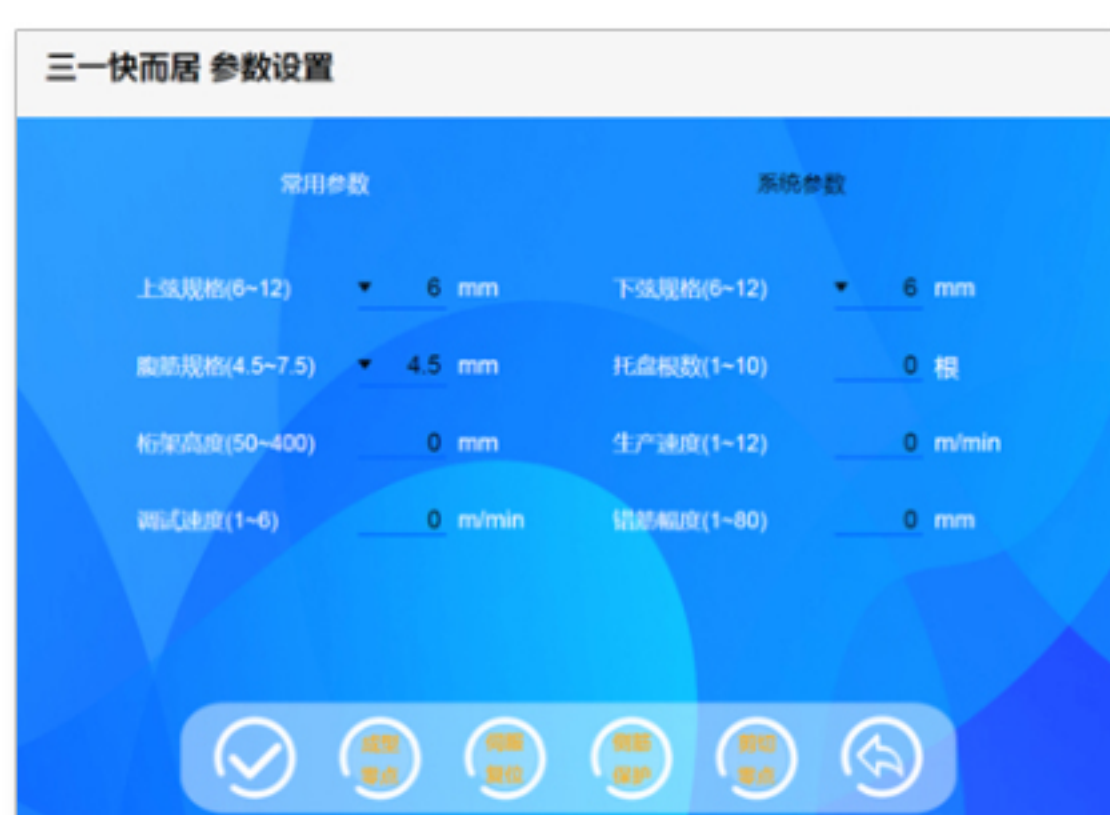 三一快而居 参数设置
常用参数 系统参数
上弦规格(6~12) 6 mm 下弦规格(6~12) 6 mm
腹筋规格(4.5~7.5) 4.5 mm 托盘根数(1~10) 0 根
桁架高度(50~400) 0 mm 生产速度(1~12) 0 m/min
调试速度(1~6) 0 m/min 错筋幅度(1~80) 0 mm
成型 侧筋
零点 复位 保护 零点